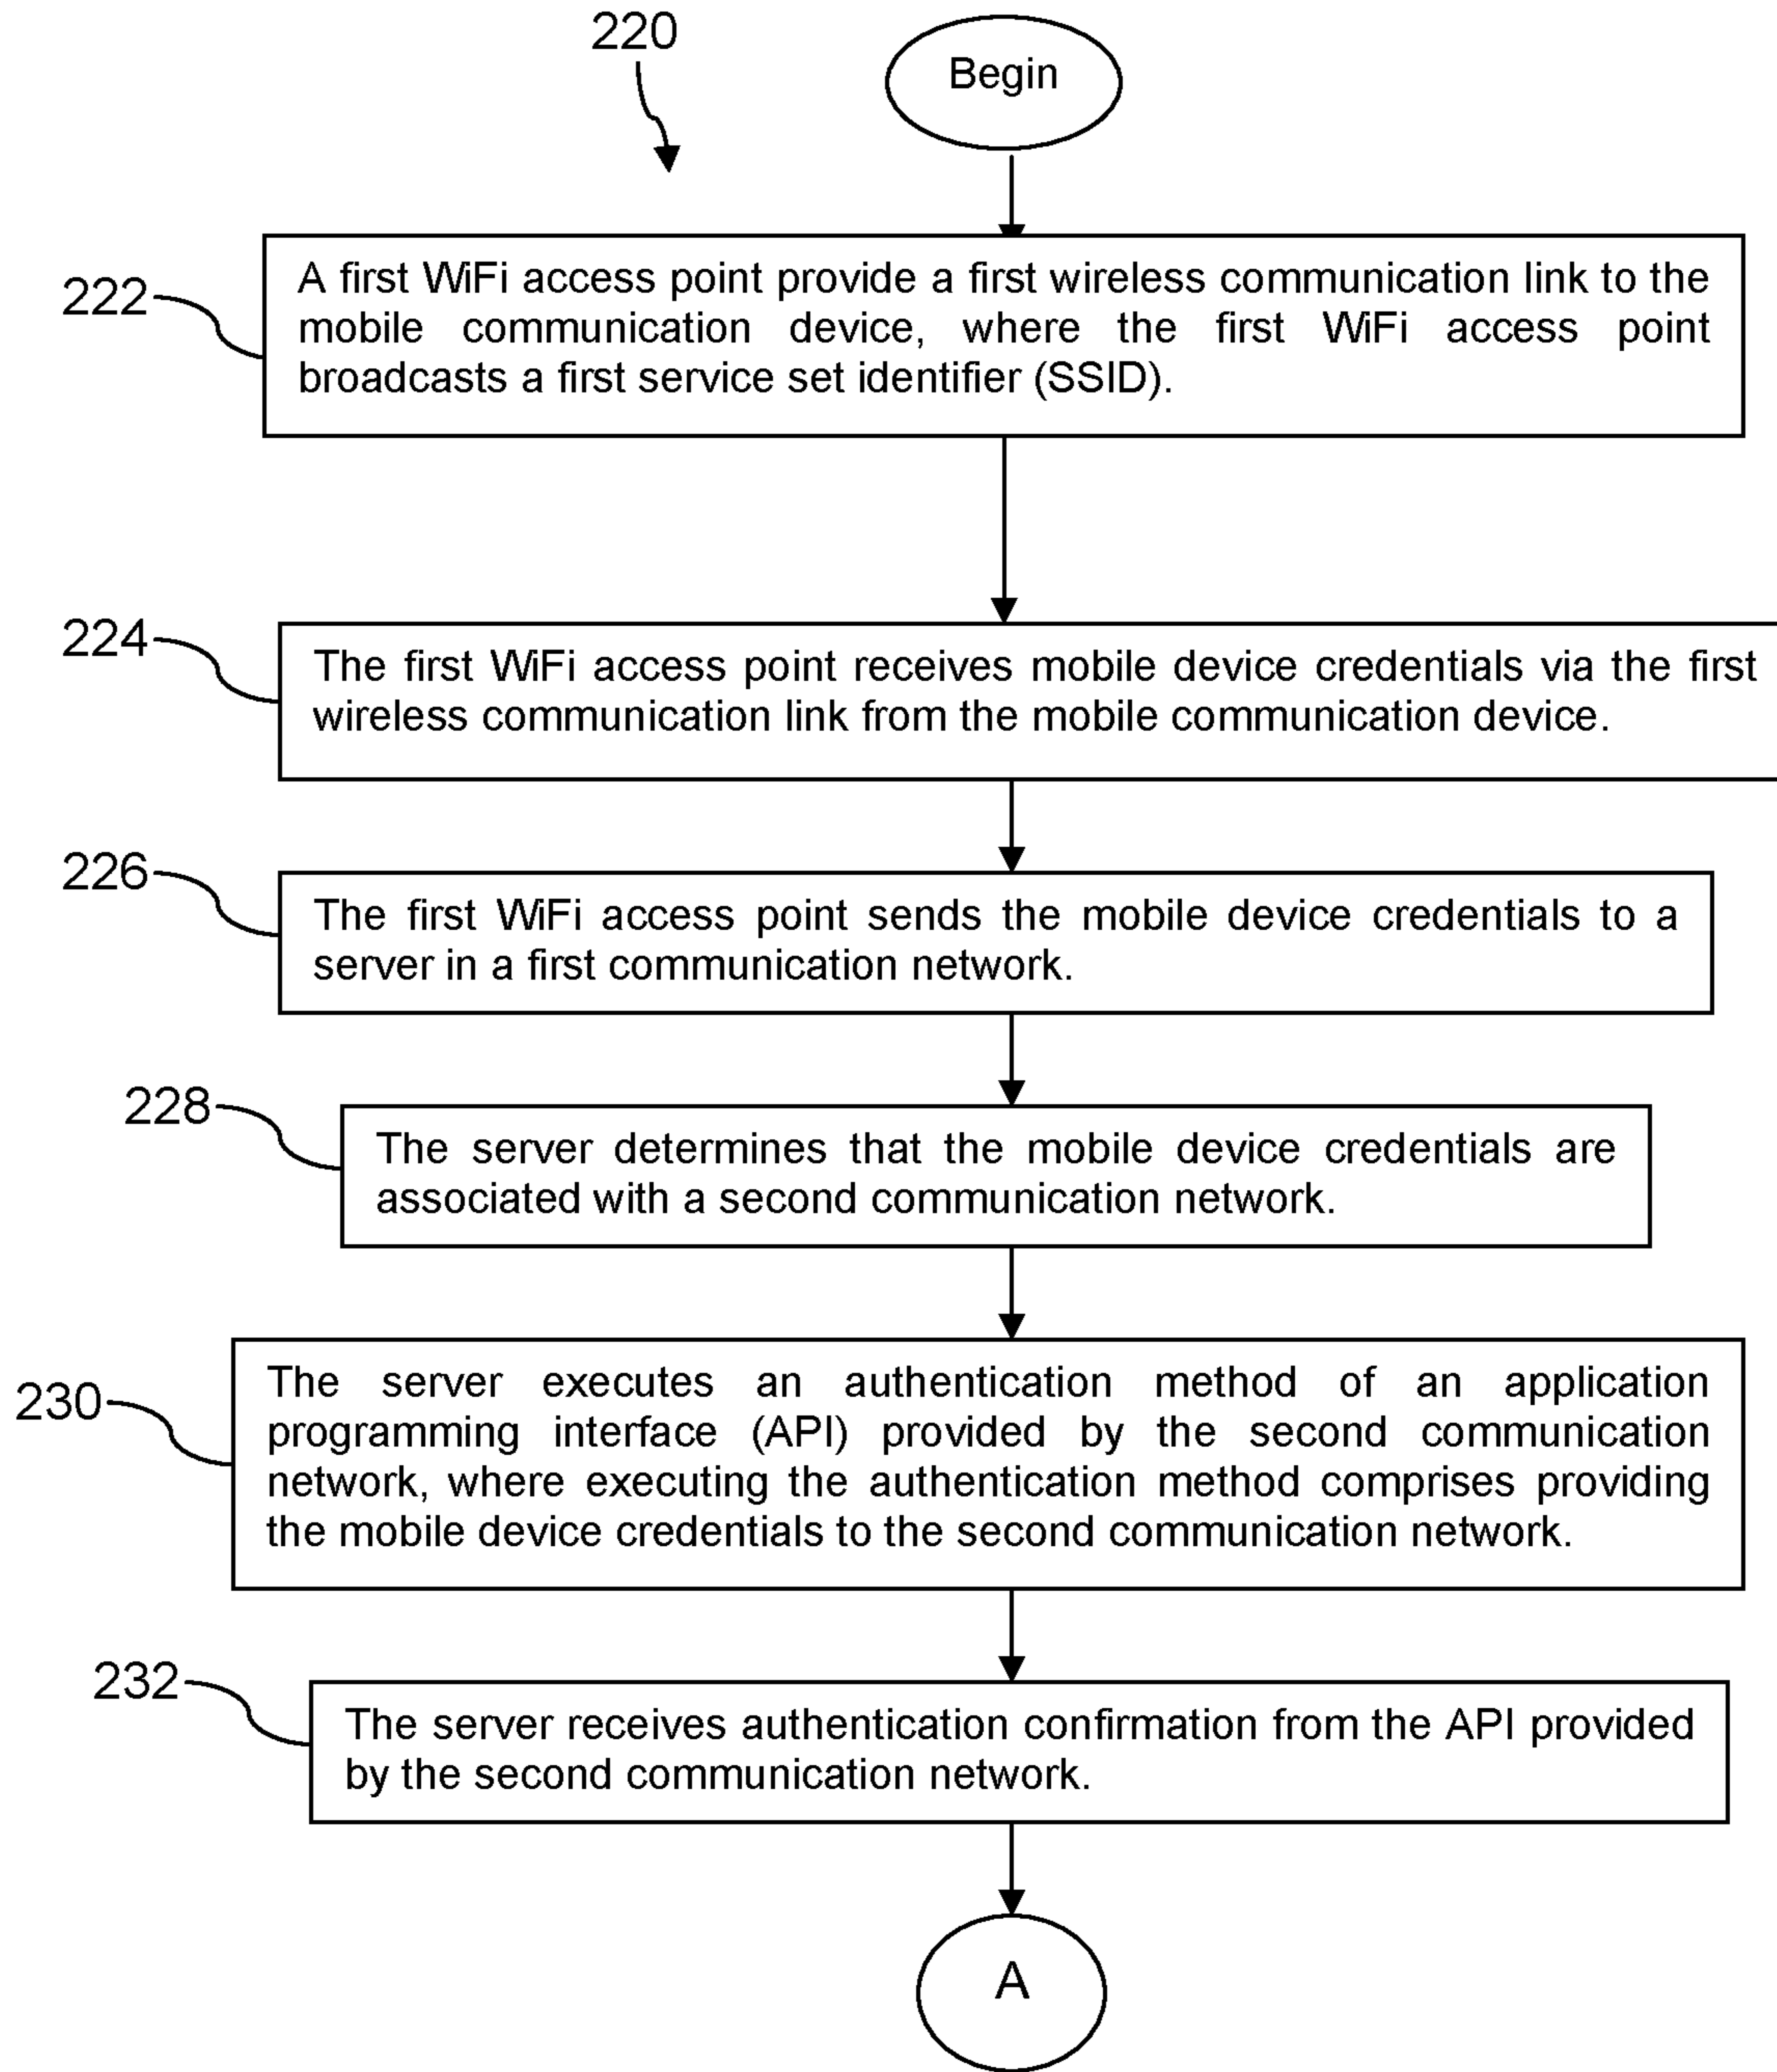 220
Begin
222
A first WiFi access point provide a first wireless communication link to the
mobile communication device, where the first WiFi access point
broadcasts a first service set identifier (SSID).
224
The first WiFi access point receives mobile device credentials via the first
wireless communication link from the mobile communication device.
226
The first WiFi access point sends the mobile device credentials to a
server in a first communication network.
228
The server determines that the mobile device credentials are
associated with a second communication network.
230
The server executes an authentication method of an application
programming interface (API) provided by the second communication
network, where executing the authentication method comprises providing
the mobile device credentials to the second communication network.
232
The server receives authentication confirmation from the API provided
by the second communication network.
A